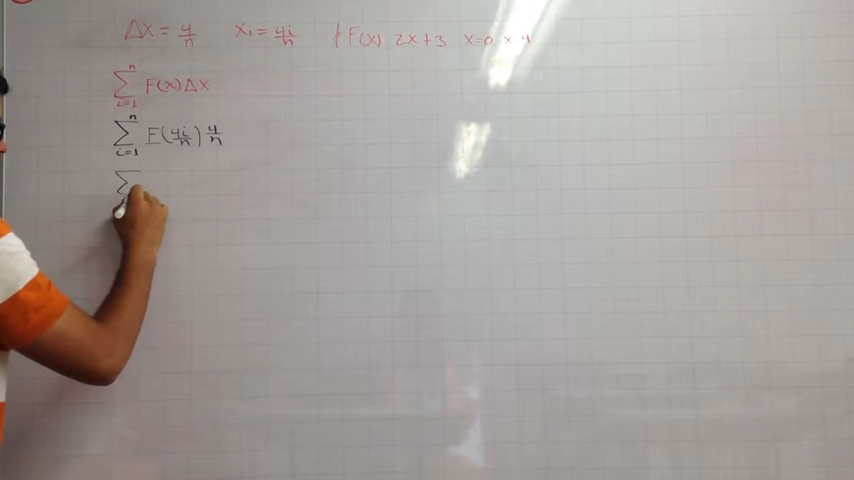 Δx = 4/n x₁ = 4i/n F(x) 2x+3 x=0 x 4
n ∑ i=1 F(x)Δx
n ∑ i=1 F(4i/n) 4/n
∑